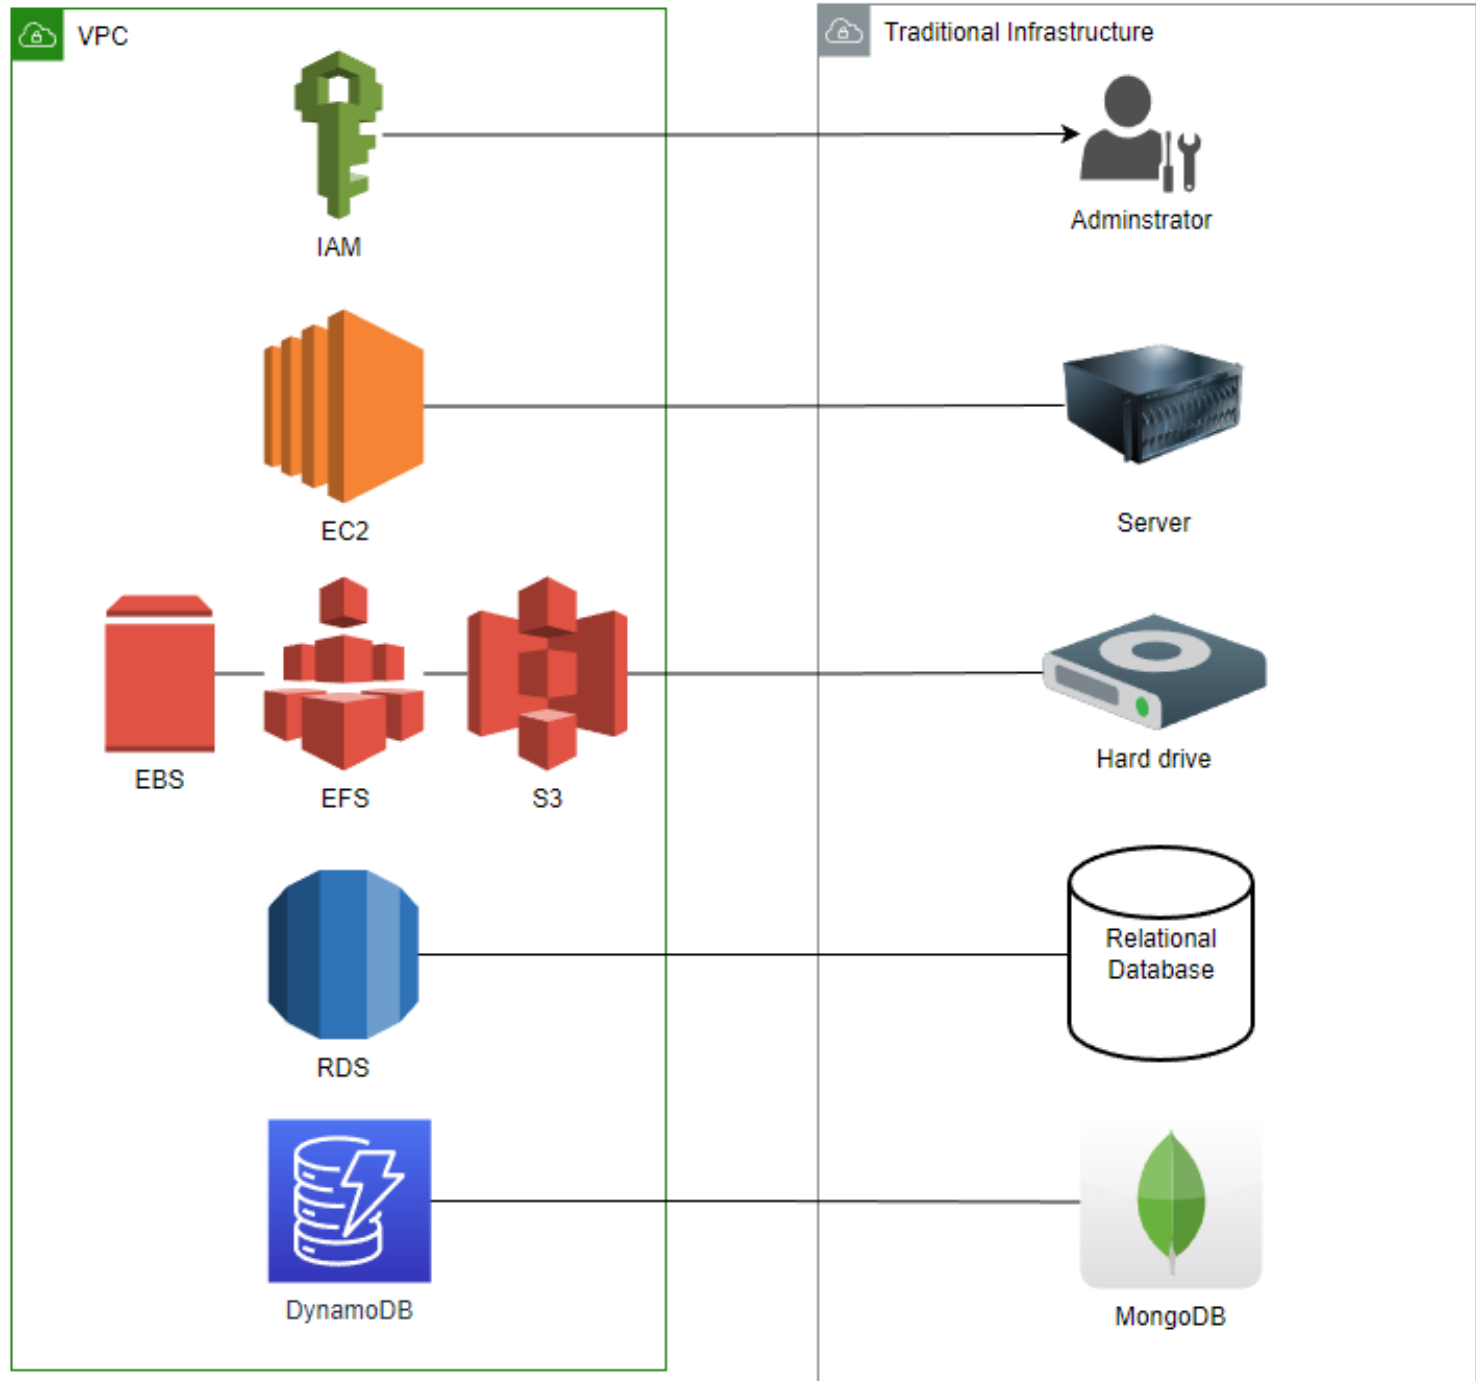 VPC
Traditional Infrastructure
IAM
Adminstrator
EC2
Server
EBS
EFS
S3
Hard drive
RDS
Relational
Database
DynamoDB
MongoDB